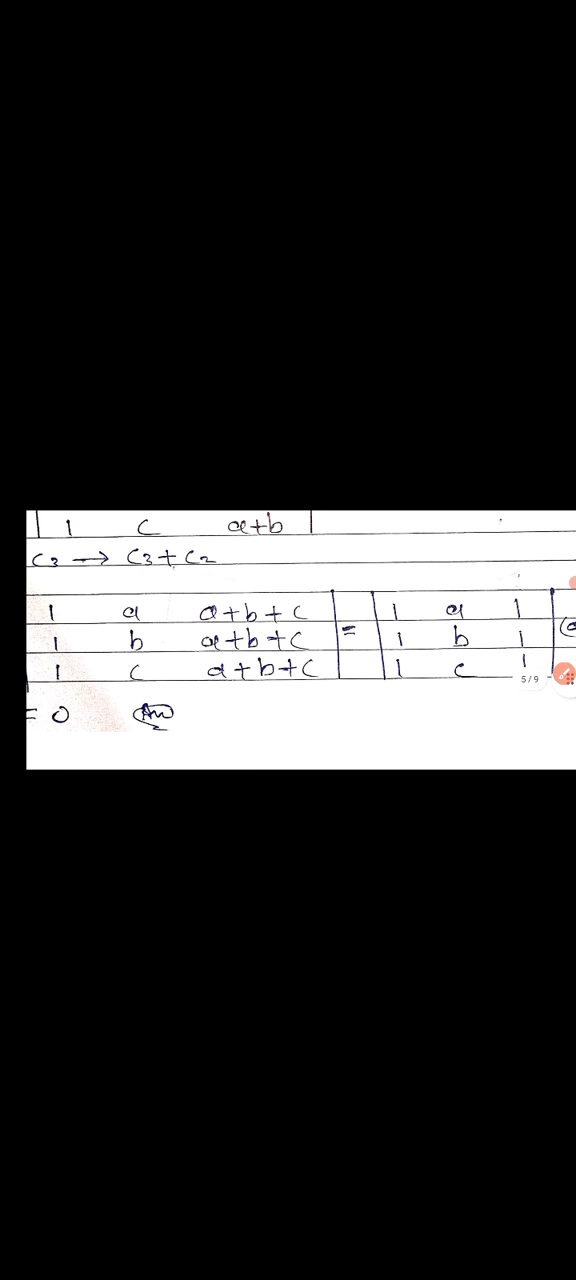 | 1 c a+b |
C3 → C3 + C2
1 a a+b+c | 1 a 1 |
1 b a+b+c | = | 1 b 1 | (a
1 c a+b+c | 1 c 1 |
5/9
= 0 Ans